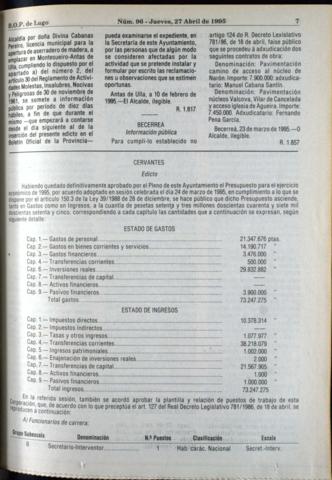 B.O.P. de Lugo
Núm. 96 - Jueves, 27 Abril de 1995
7
Alcaldía por doña Divina Cabanas
Pereiro, licencia municipal para la
apertura de aserradero de madera, a
emplazar en Montecuevo-Antas de
Ulla, cumpliendo lo dispuesto por el
apartado a) del número 2, del
artículo 30 del Reglamento de Activi-
dades Molestas, Insalubres, Nocivas
y Peligrosas de 30 de noviembre de
1961, se somete a información
pública por período de diez días
hábiles, a fin de que durante el
mismo —que empezará a contarse
desde el día siguiente al de la
inserción del presente edicto en el
Boletín Oficial de la Provincia—
pueda examinarse el expediente, en
la Secretaría de este Ayuntamiento,
por las personas que de algún modo
se consideren afectadas por la
actividad que se pretende instalar y
formular por escrito las reclamacio-
nes u observaciones que se estimen
oportunas.
Antas de Ulla, a 10 de febrero de
1995.—El Alcalde, ilegible.
R. 1.817
BECERREA
Información pública
Para cumplir lo establecido no
artigo 124 do R. Decreto Lexislativo
781/86, de 18 de abril, faise público
que se procedeu á adxudicación dos
seguintes contratos de obra:
Denominación: Pavimentación
camino de acceso al núcleo de
Narón. Importe: 7.900.000; adxudica-
tario: Manuel Cabana Santín.
Denominación: Pavimentación
núcleos Valsova, Vilar de Cancelada
y acceso iglesia de Agueira. Importe:
7.450.000. Adxudicatario: Fernando
Pena García.
Becerreá, 23 de marzo de 1995.—O
Alcalde, ilegible.
R. 1.857
CERVANTES
Edicto
Habiendo quedado definitivamente aprobado por el Pleno de este Ayuntamiento el Presupuesto para el ejercicio
económico de 1995, por acuerdo adoptado en sesión celebrada el día 24 de marzo de 1995, en cumplimiento a lo que se
dispone por el artículo 150.3 de la Ley 39/1988 de 28 de diciembre, se hace público que dicho Presupuesto asciende,
tanto en Gastos como en Ingresos, a la cuantía de pesetas setenta y tres millones doscientas cuarenta y siete mil
doscientas setenta y cinco; correspondiendo a cada capítulo las cantidades que a continuación se expresan, según
siguiente detalle:
ESTADO DE GASTOS
Cap. 1.— Gastos de personal 21.347.676 ptas.
Cap. 2.— Gastos en bienes corrientes y servicios 14.190.717 "
Cap. 3.— Gastos financieros 3.476.000 "
Cap. 4.— Transferencias corrientes 500.000 "
Cap. 6.— Inversiones reales 29.832.882 "
Cap. 7.— Transferencias de capital —— "
Cap. 8.— Activos financieros —— "
Cap. 9.— Pasivos financieros 3.900.000 "
Total gastos 73.247.275 "
ESTADO DE INGRESOS
Cap. 1.— Impuestos directos 10.378.314 "
Cap. 2.— Impuestos indirectos —— "
Cap. 3.— Tasas y otros ingresos 1.077.977 "
Cap. 4.— Transferencias corrientes 38.218.079 "
Cap. 5.— Ingresos patrimoniales 1.002.000 "
Cap. 6.— Enajenación de inversiones reales 2.000 "
Cap. 7.— Transferencias de capital 21.567.905 "
Cap. 8.— Activos financieros 1.000 "
Cap. 9.— Pasivos financieros 1.000.000 "
Total ingresos 73.247.275 "
En la referida sesión, también se acordó aprobar la plantilla y relación de puestos de trabajo de esta
Corporación, que, de acuerdo con lo que preceptúa el art. 127 del Real Decreto Legislativo 781/1986, de 18 de abril, se
reproducen a continuación:
A) Funcionarios de carrera:
Grupo Subescala Denominación N.º Puestos Clasificación Escala
B Secretario-Interventor 1 Hab. carác. Nacional Secret.-Interv.